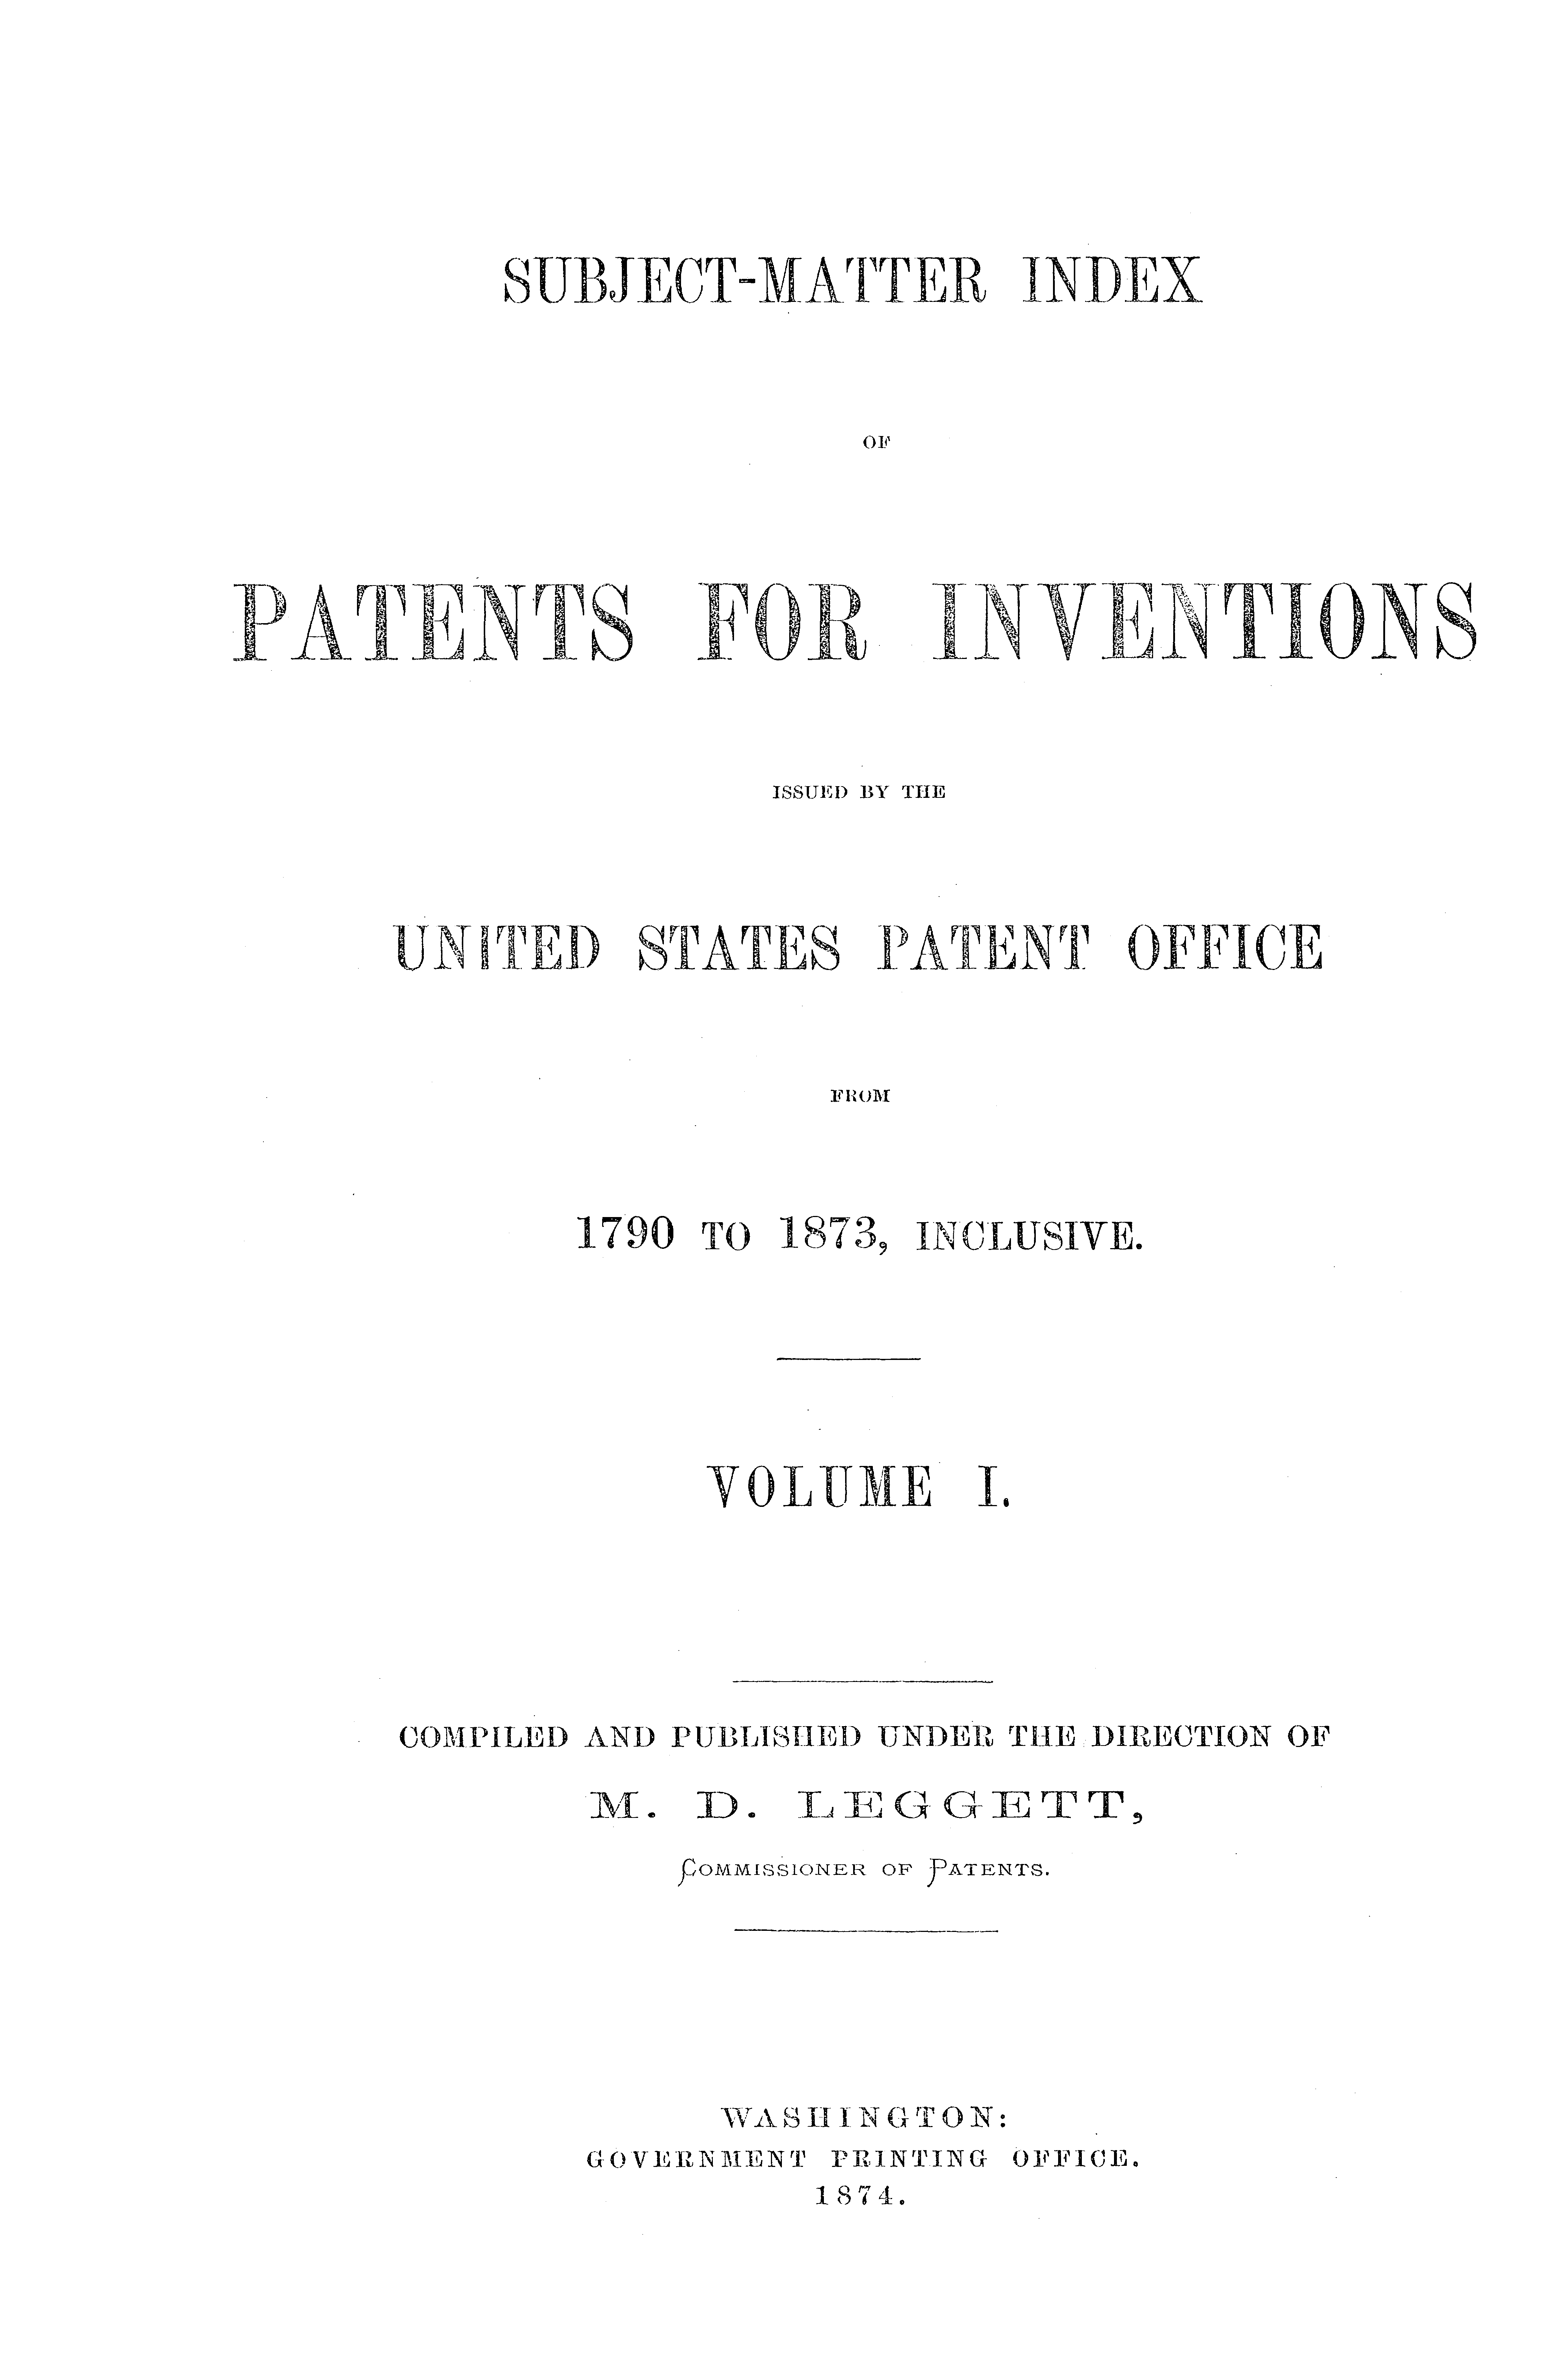 SUBJECT-MATTER INDEX
OF
PATENTS FOR INVENTIONS
ISSUED BY THE
UNITED STATES PATENT OFFICE
FROM
1790 TO 1873, INCLUSIVE.
VOLUME I.
COMPILED AND PUBLISHED UNDER THE DIRECTION OF
M. D. LEGGETT,
COMMISSIONER OF PATENTS.
WASHINGTON:
GOVERNMENT PRINTING OFFICE.
1874.